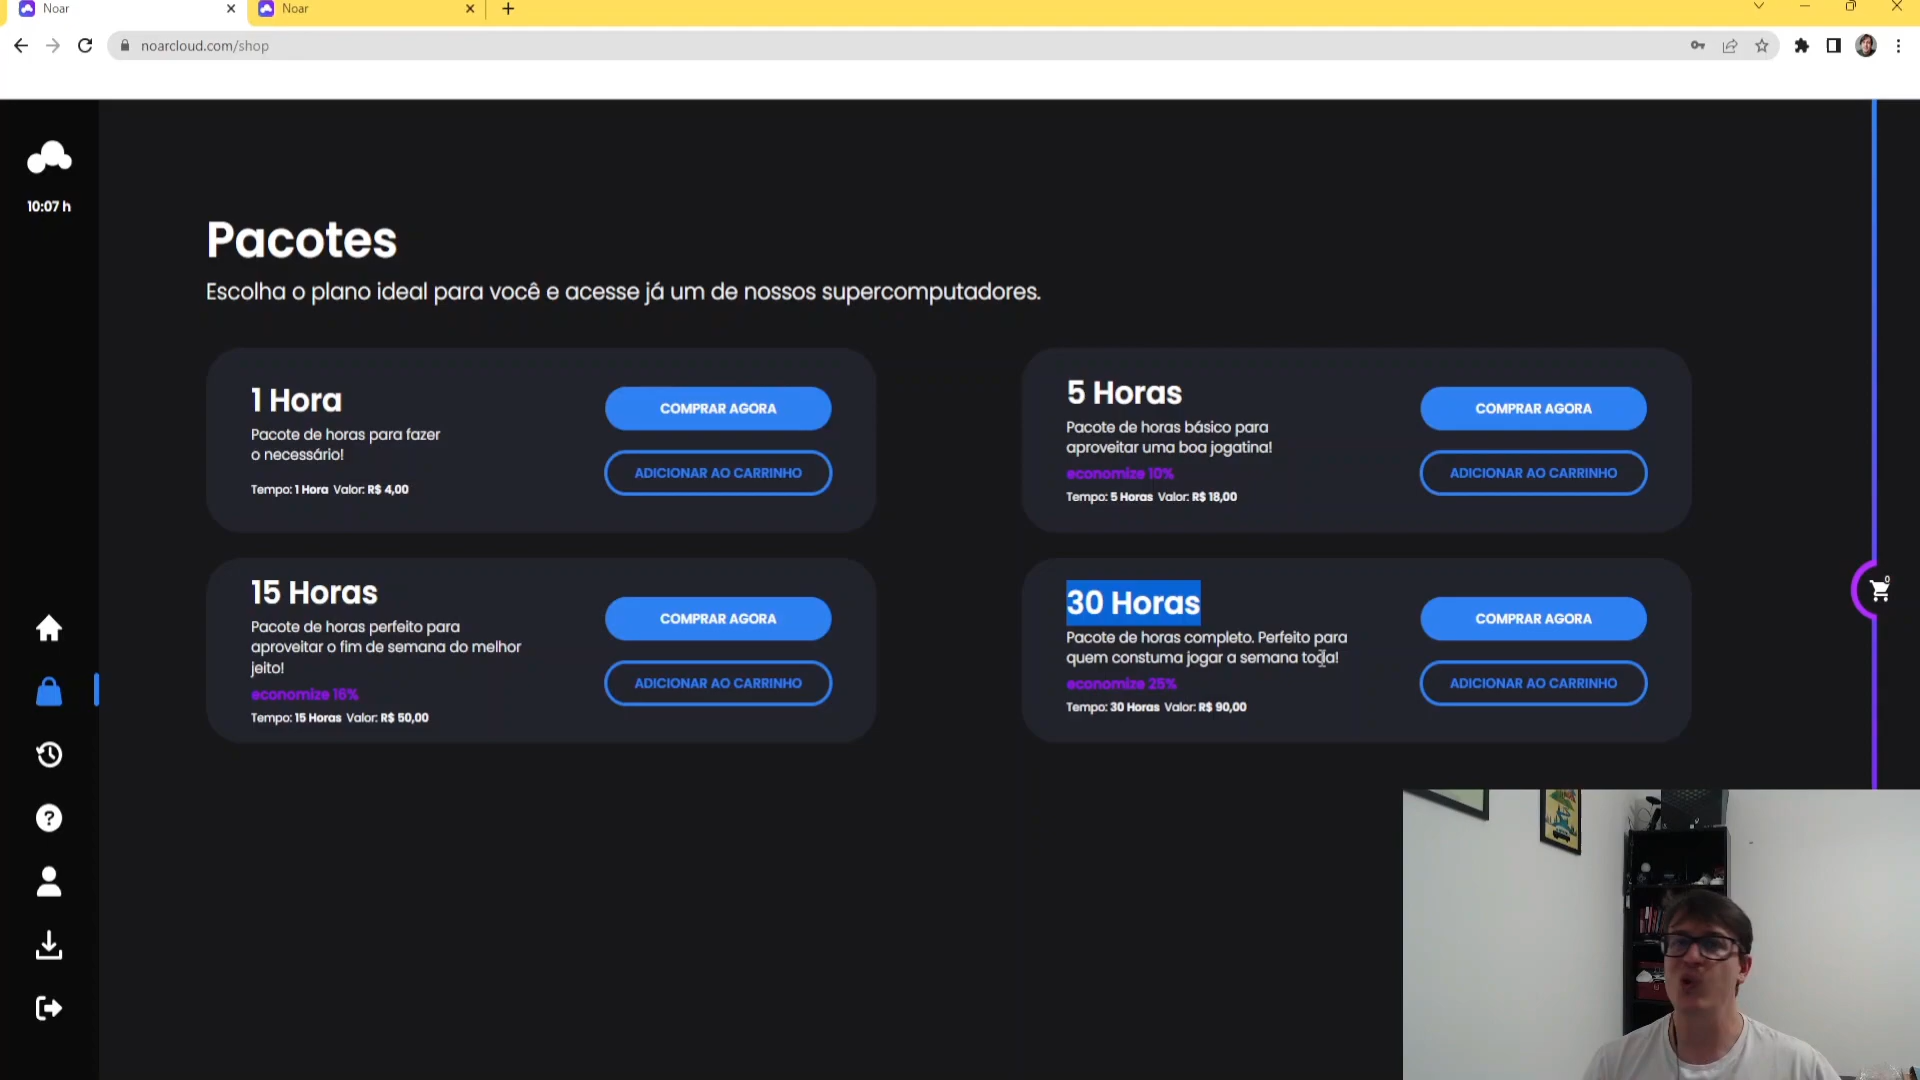 Noar
Noar
noarcloud.com/shop
10:07 h
Pacotes
Escolha o plano ideal para você e acesse já um de nossos supercomputadores.
1 Hora
Pacote de horas para fazer
o necessário!
Tempo: 1 Hora Valor: R$ 4,00
COMPRAR AGORA
ADICIONAR AO CARRINHO
5 Horas
Pacote de horas básico para
aproveitar uma boa jogatina!
economize 10%
Tempo: 5 Horas Valor: R$ 18,00
COMPRAR AGORA
ADICIONAR AO CARRINHO
15 Horas
Pacote de horas perfeito para
aproveitar o fim de semana do melhor
jeito!
economize 16%
Tempo: 15 Horas Valor: R$ 50,00
COMPRAR AGORA
ADICIONAR AO CARRINHO
30 Horas
Pacote de horas completo. Perfeito para
quem constuma jogar a semana toda!
economize 25%
Tempo: 30 Horas Valor: R$ 90,00
COMPRAR AGORA
ADICIONAR AO CARRINHO
0